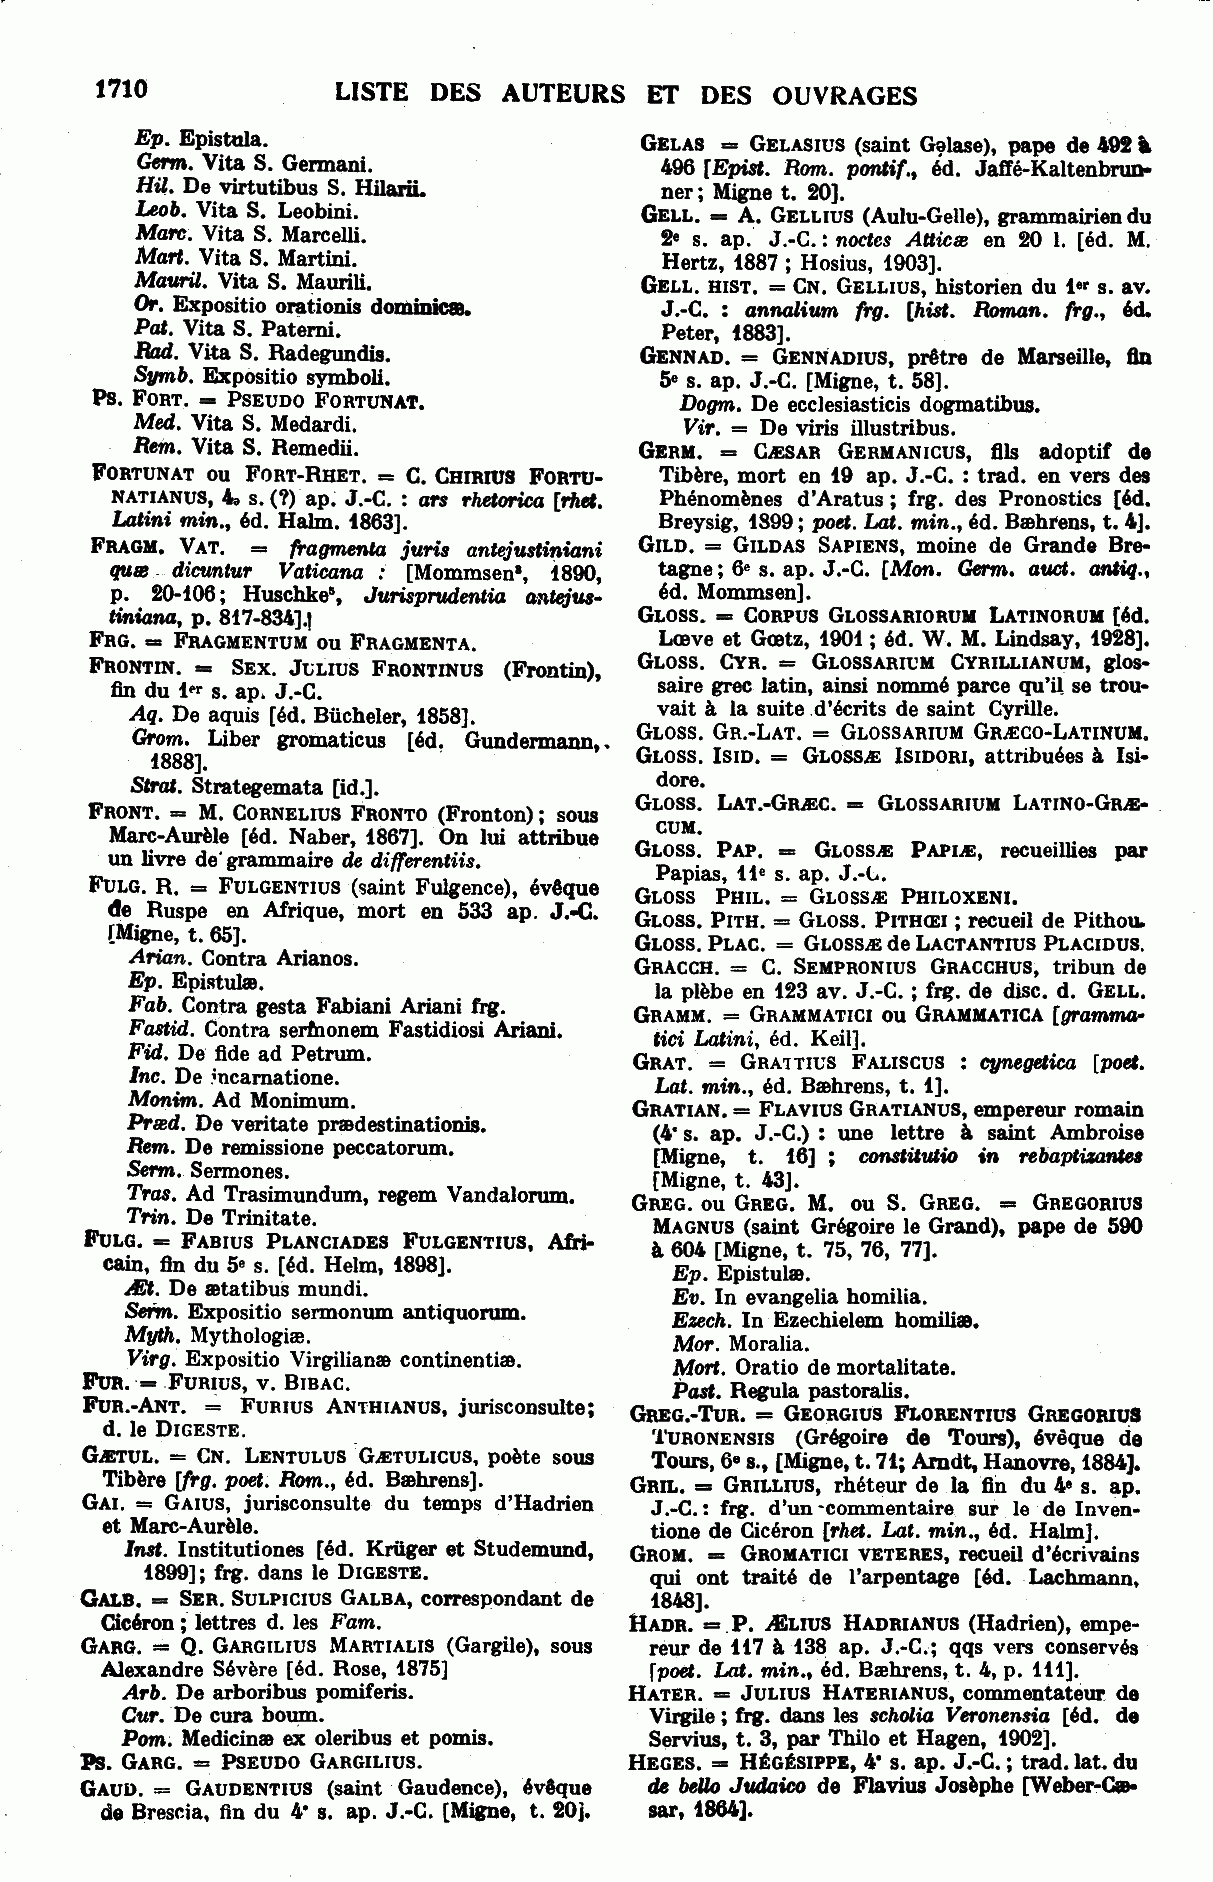 1710 LISTE DES AUTEURS ET DES OUVRAGES
Ep. Epistula.
Germ. Vita S. Germani.
Hil. De virtutibus S. Hilarii.
Leob. Vita S. Leobini.
Marc. Vita S. Marcelli.
Mart. Vita S. Martini.
Mauril. Vita S. Maurili.
Or. Expositio orationis dominicæ.
Pat. Vita S. Paterni.
Rad. Vita S. Radegundis.
Symb. Expositio symboli.
PS. FORT. = PSEUDO FORTUNAT.
Med. Vita S. Medardi.
Rem. Vita S. Remedii.
FORTUNAT ou FORT-RHET. = C. CHIRIUS FORTU-
NATIANUS, 4e s. (?) ap. J.-C. : ars rhetorica [rhet.
Latini min., éd. Halm. 1863].
FRAGM. VAT. = fragmenta juris antejustiniani
quæ dicuntur Vaticana : [Mommsen², 1890,
p. 20-106; Huschke⁵, Jurisprudentia antejus-
tiniana, p. 817-834].
FRG. = FRAGMENTUM ou FRAGMENTA.
FRONTIN. = SEX. JULIUS FRONTINUS (Frontin),
fin du 1er s. ap. J.-C.
Aq. De aquis [éd. Bücheler, 1858].
Grom. Liber gromaticus [éd. Gundermann,
1888].
Strat. Strategemata [id.].
FRONT. = M. CORNELIUS FRONTO (Fronton); sous
Marc-Aurèle [éd. Naber, 1867]. On lui attribue
un livre de grammaire de differentiis.
FULG. R. = FULGENTIUS (saint Fulgence), évêque
de Ruspe en Afrique, mort en 533 ap. J.-C.
[Migne, t. 65].
Arian. Contra Arianos.
Ep. Epistulæ.
Fab. Contra gesta Fabiani Ariani frg.
Fastid. Contra sermonem Fastidiosi Ariani.
Fid. De fide ad Petrum.
Inc. De incarnatione.
Monim. Ad Monimum.
Præd. De veritate prædestinationis.
Rem. De remissione peccatorum.
Serm. Sermones.
Tras. Ad Trasimundum, regem Vandalorum.
Trin. De Trinitate.
FULG. = FABIUS PLANCIADES FULGENTIUS, Afri-
cain, fin du 5e s. [éd. Helm, 1898].
Æt. De ætatibus mundi.
Serm. Expositio sermonum antiquorum.
Myth. Mythologiæ.
Virg. Expositio Virgilianæ continentiæ.
FUR. = FURIUS, v. BIBAC.
FUR.-ANT. = FURIUS ANTHIANUS, jurisconsulte;
d. le DIGESTE.
GÆTUL. = CN. LENTULUS GÆTULICUS, poète sous
Tibère [frg. poet. Rom., éd. Bæhrens].
GAI. = GAIUS, jurisconsulte du temps d'Hadrien
et Marc-Aurèle.
Inst. Institutiones [éd. Krüger et Studemund,
1899]; frg. dans le DIGESTE.
GALB. = SER. SULPICIUS GALBA, correspondant de
Cicéron; lettres d. les Fam.
GARG. = Q. GARGILIUS MARTIALIS (Gargile), sous
Alexandre Sévère [éd. Rose, 1875]
Arb. De arboribus pomiferis.
Cur. De cura boum.
Pom. Medicinæ ex oleribus et pomis.
PS. GARG. = PSEUDO GARGILIUS.
GAUD. = GAUDENTIUS (saint Gaudence), évêque
de Brescia, fin du 4e s. ap. J.-C. [Migne, t. 20].
GELAS = GELASIUS (saint Gélase), pape de 492 à
496 [Epist. Rom. pontif., éd. Jaffé-Kaltenbrun-
ner; Migne t. 20].
GELL. = A. GELLIUS (Aulu-Gelle), grammairien du
2e s. ap. J.-C. : noctes Atticæ en 20 l. [éd. M.
Hertz, 1887 ; Hosius, 1903].
GELL. HIST. = CN. GELLIUS, historien du 1er s. av.
J.-C. : annalium frg. [hist. Roman. frg., éd.
Peter, 1883].
GENNAD. = GENNADIUS, prêtre de Marseille, fin
5e s. ap. J.-C. [Migne, t. 58].
Dogm. De ecclesiasticis dogmatibus.
Vir. = De viris illustribus.
GERM. = CÆSAR GERMANICUS, fils adoptif de
Tibère, mort en 19 ap. J.-C. : trad. en vers des
Phénomènes d'Aratus; frg. des Pronostics [éd.
Breysig, 1899; poet. Lat. min., éd. Bæhrens, t. 4].
GILD. = GILDAS SAPIENS, moine de Grande Bre-
tagne; 6e s. ap. J.-C. [Mon. Germ. auct. antiq.,
éd. Mommsen].
GLOSS. = CORPUS GLOSSARIORUM LATINORUM [éd.
Lœve et Gœtz, 1901 ; éd. W. M. Lindsay, 1928].
GLOSS. CYR. = GLOSSARIUM CYRILLIANUM, glos-
saire grec latin, ainsi nommé parce qu'il se trou-
vait à la suite d'écrits de saint Cyrille.
GLOSS. GR.-LAT. = GLOSSARIUM GRÆCO-LATINUM.
GLOSS. ISID. = GLOSSÆ ISIDORI, attribuées à Isi-
dore.
GLOSS. LAT.-GRÆC. = GLOSSARIUM LATINO-GRÆ-
CUM.
GLOSS. PAP. = GLOSSÆ PAPIÆ, recueillies par
Papias, 11e s. ap. J.-C.
GLOSS PHIL. = GLOSSÆ PHILOXENI.
GLOSS. PITH. = GLOSS. PITHŒI ; recueil de Pithou.
GLOSS. PLAC. = GLOSSÆ de LACTANTIUS PLACIDUS.
GRACCH. = C. SEMPRONIUS GRACCHUS, tribun de
la plèbe en 123 av. J.-C. ; frg. de disc. d. GELL.
GRAMM. = GRAMMATICI ou GRAMMATICA [gramma-
tici Latini, éd. Keil].
GRAT. = GRATTIUS FALISCUS : cynegetica [poet.
Lat. min., éd. Bæhrens, t. 1].
GRATIAN. = FLAVIUS GRATIANUS, empereur romain
(4e s. ap. J.-C.) : une lettre à saint Ambroise
[Migne, t. 16] ; constitutio in rebaptizantes
[Migne, t. 43].
GREG. ou GREG. M. ou S. GREG. = GREGORIUS
MAGNUS (saint Grégoire le Grand), pape de 590
à 604 [Migne, t. 75, 76, 77].
Ep. Epistulæ.
Ev. In evangelia homilia.
Ezech. In Ezechielem homiliæ.
Mor. Moralia.
Mort. Oratio de mortalitate.
Past. Regula pastoralis.
GREG.-TUR. = GEORGIUS FLORENTIUS GREGORIUS
TURONENSIS (Grégoire de Tours), évêque de
Tours, 6e s., [Migne, t. 71; Arndt, Hanovre, 1884].
GRIL. = GRILLIUS, rhéteur de la fin du 4e s. ap.
J.-C. : frg. d'un commentaire sur le de Inven-
tione de Cicéron [rhet. Lat. min., éd. Halm].
GROM. = GROMATICI VETERES, recueil d'écrivains
qui ont traité de l'arpentage [éd. Lachmann,
1848].
HADR. = P. ÆLIUS HADRIANUS (Hadrien), empe-
reur de 117 à 138 ap. J.-C.; qqs vers conservés
[poet. Lat. min., éd. Bæhrens, t. 4, p. 111].
HATER. = JULIUS HATERIANUS, commentateur de
Virgile; frg. dans les scholia Veronensia [éd. de
Servius, t. 3, par Thilo et Hagen, 1902].
HEGES. = HÉGÉSIPPE, 4e s. ap. J.-C. ; trad. lat. du
de bello Judaico de Flavius Josèphe [Weber-Cæ-
sar, 1864].